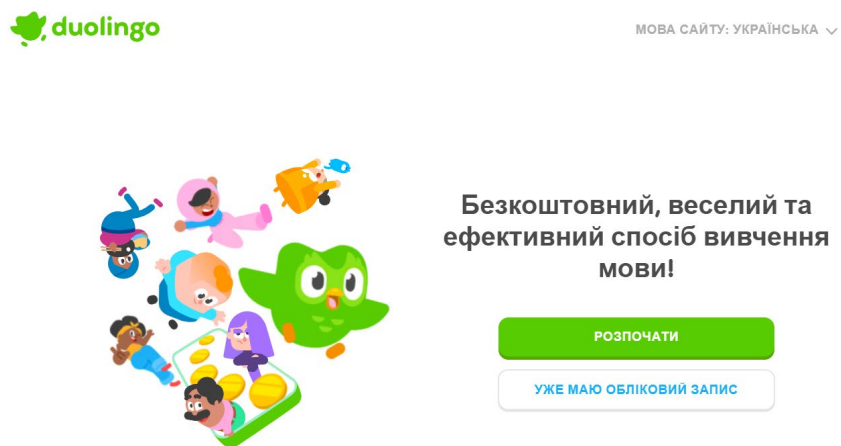 duolingo
МОВА САЙТУ: УКРАЇНСЬКА
Безкоштовний, веселий та
ефективний спосіб вивчення
мови!
РОЗПОЧАТИ
УЖЕ МАЮ ОБЛІКОВИЙ ЗАПИС